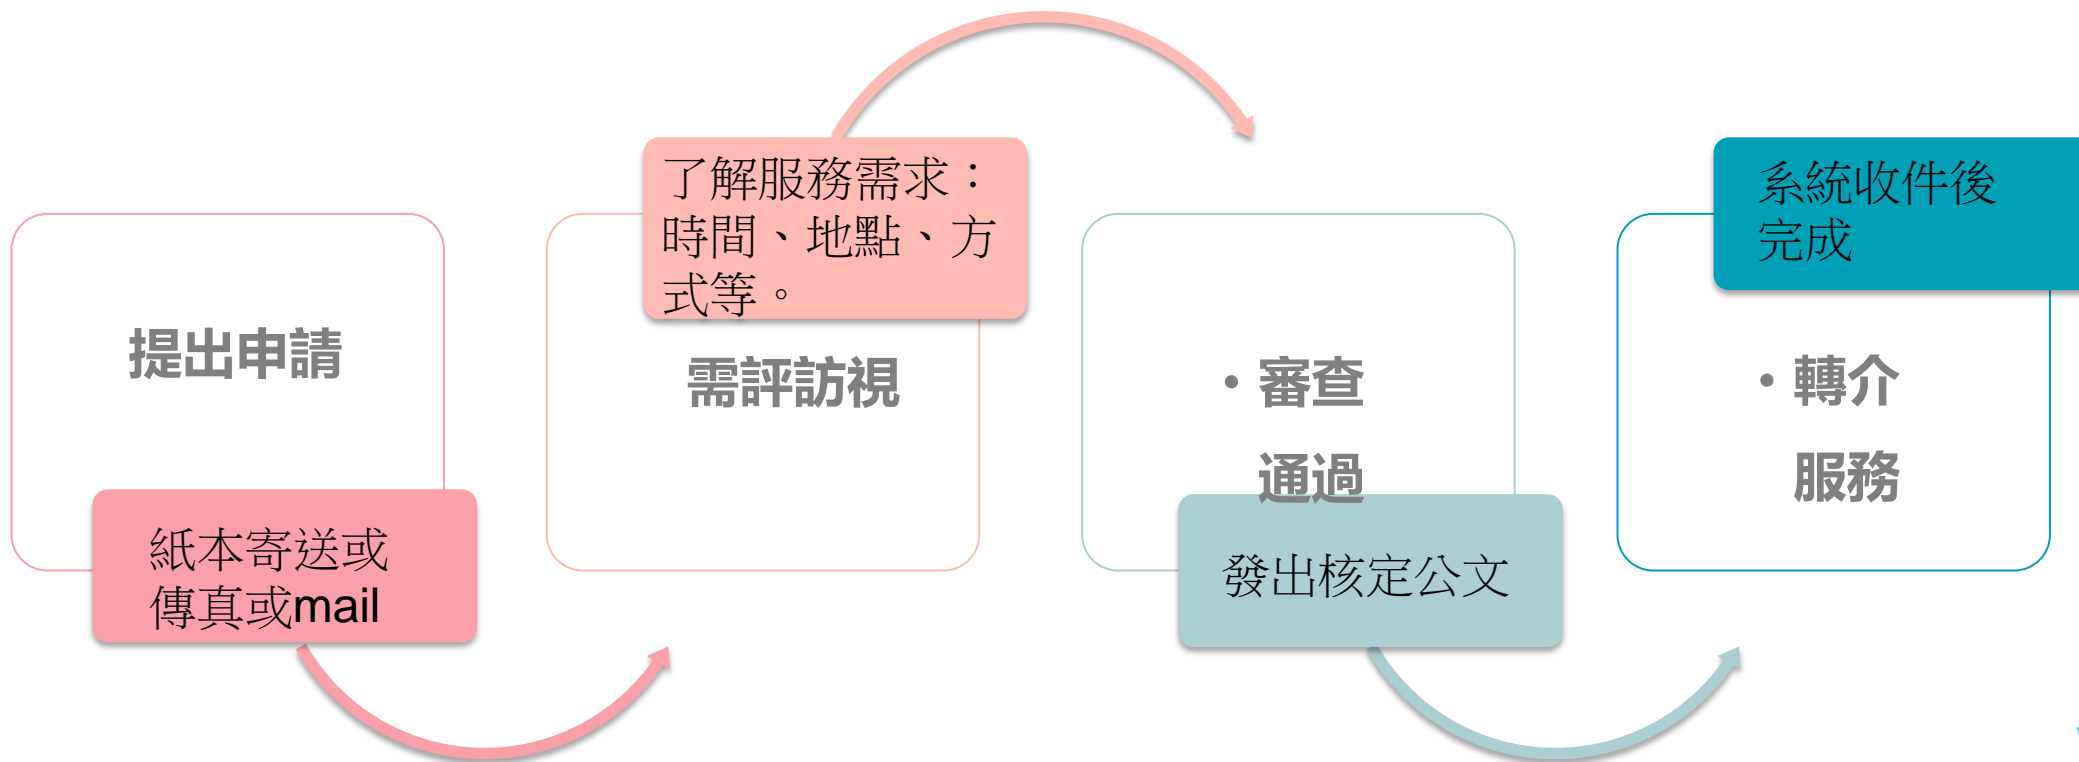 提出申請
紙本寄送或
傳真或mail
了解服務需求：
時間、地點、方
式等。
需評訪視
•審查
通過
發出核定公文
系統收件後
完成
•轉介
服務